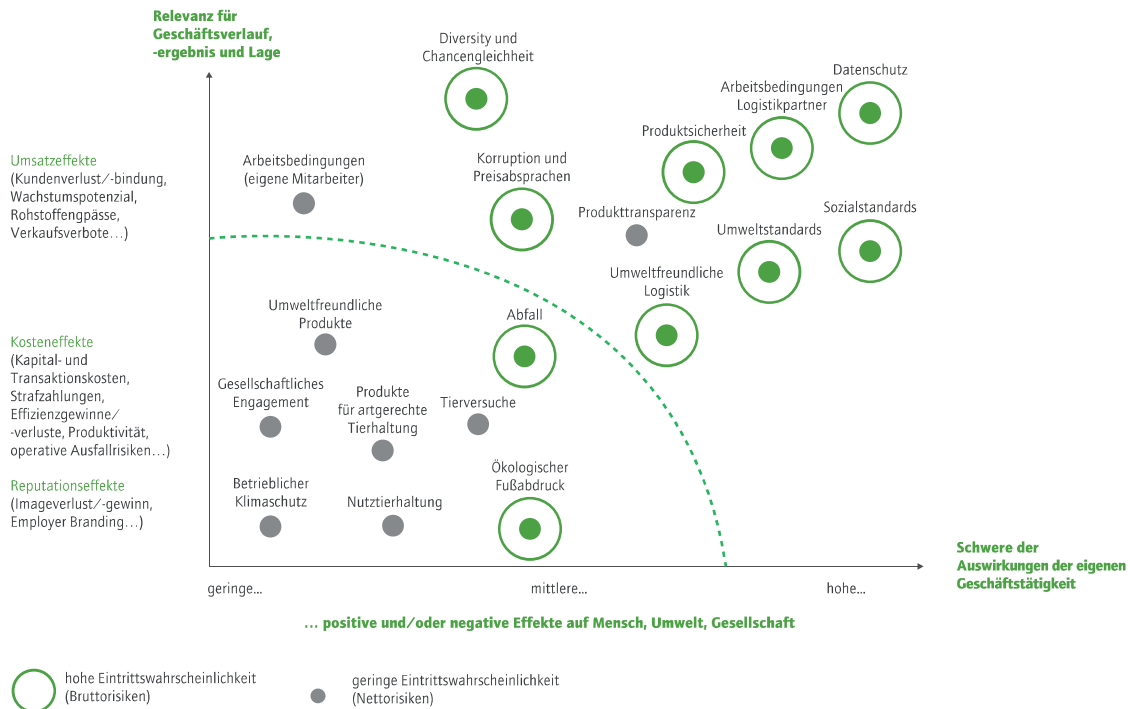 Relevanz für
Geschäftsverlauf,
-ergebnis und Lage
Diversity und
Chancengleichheit
Datenschutz
Arbeitsbedingungen
Logistikpartner
Produktsicherheit
Umsatzeffekte
(Kundenverlust/-bindung,
Wachstumspotenzial,
Rohstoffengpässe,
Verkaufsverbote…)
Arbeitsbedingungen
(eigene Mitarbeiter)
Korruption und
Preisabsprachen
Produkttransparenz
Sozialstandards
Umweltstandards
Umweltfreundliche
Logistik
Umweltfreundliche
Produkte
Abfall
Kosteneffekte
(Kapital- und
Transaktionskosten,
Strafzahlungen,
Effizienzgewinne/
-verluste, Produktivität,
operative Ausfallrisiken…)
Gesellschaftliches
Engagement
Produkte
für artgerechte
Tierhaltung
Tierversuche
Reputationseffekte
(Imageverlust/-gewinn,
Employer Branding…)
Betrieblicher
Klimaschutz
Nutztierhaltung
Ökologischer
Fußabdruck
Schwere der
Auswirkungen der eigenen
Geschäftstätigkeit
geringe…
mittlere…
hohe…
… positive und/oder negative Effekte auf Mensch, Umwelt, Gesellschaft
hohe Eintrittswahrscheinlichkeit
(Bruttorisiken)
geringe Eintrittswahrscheinlichkeit
(Nettorisiken)